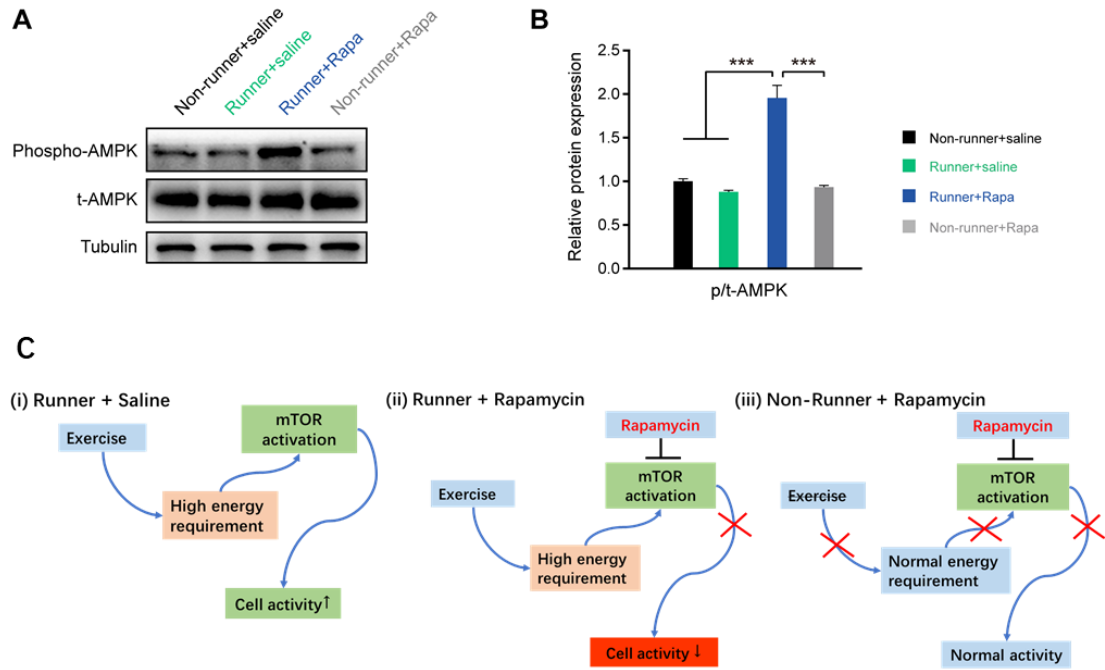 A
Non-runner+saline
Runner+saline
Runner+Rapa
Non-runner+Rapa
Phospho-AMPK
t-AMPK
Tubulin
B
Relative protein expression
2.5
2.0
1.5
1.0
0.5
0.0
***
***
p/t-AMPK
Non-runner+saline
Runner+saline
Runner+Rapa
Non-runner+Rapa
C
(i) Runner + Saline
Exercise
mTOR
activation
High energy
requirement
Cell activity↑
(ii) Runner + Rapamycin
Rapamycin
mTOR
activation
Exercise
High energy
requirement
Cell activity↓
(iii) Non-Runner + Rapamycin
Rapamycin
mTOR
activation
Exercise
Normal energy
requirement
Normal activity